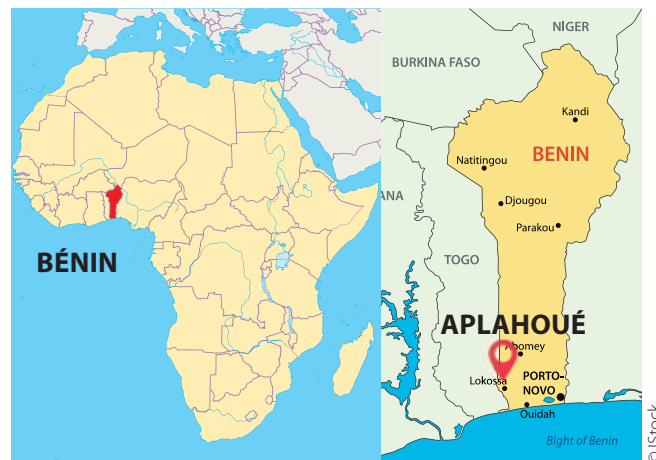 BÉNIN
NIGER
BURKINA FASO
Kandi
BENIN
Natitingou
Djougou
ANA
Parakou
TOGO
APLAHOUÉ
Abomey
Lokossa
PORTO-
NOVO
Ouidah
Bight of Benin
©IStock